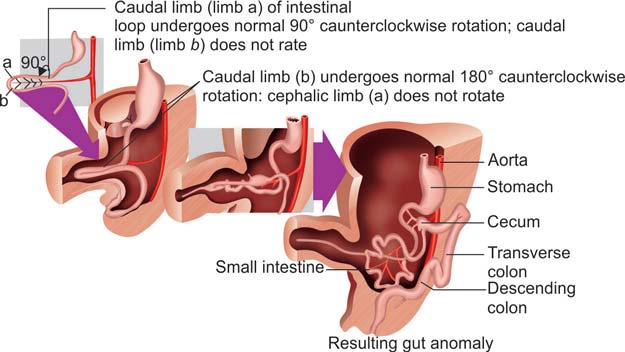 Caudal limb (limb a) of intestinal
loop undergoes normal 90° caunterclockwise rotation; caudal
limb (limb b) does not rate
a
90°
b
Caudal limb (b) undergoes normal 180° caunterclockwise
rotation: cephalic limb (a) does not rotate
Aorta
Stomach
Cecum
Transverse
colon
Small intestine
Descending
colon
Resulting gut anomaly